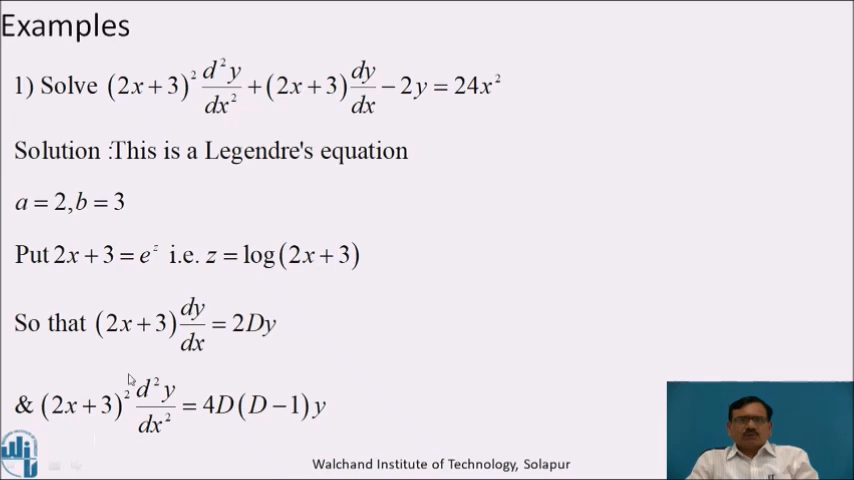 Examples
1) Solve (2x+3)² d²y/dx² + (2x+3) dy/dx − 2y = 24x²
Solution :This is a Legendre's equation
a = 2, b = 3
Put 2x + 3 = e^z i.e. z = log(2x + 3)
So that (2x+3) dy/dx = 2Dy
& (2x+3)² d²y/dx² = 4D(D−1)y
Walchand Institute of Technology, Solapur